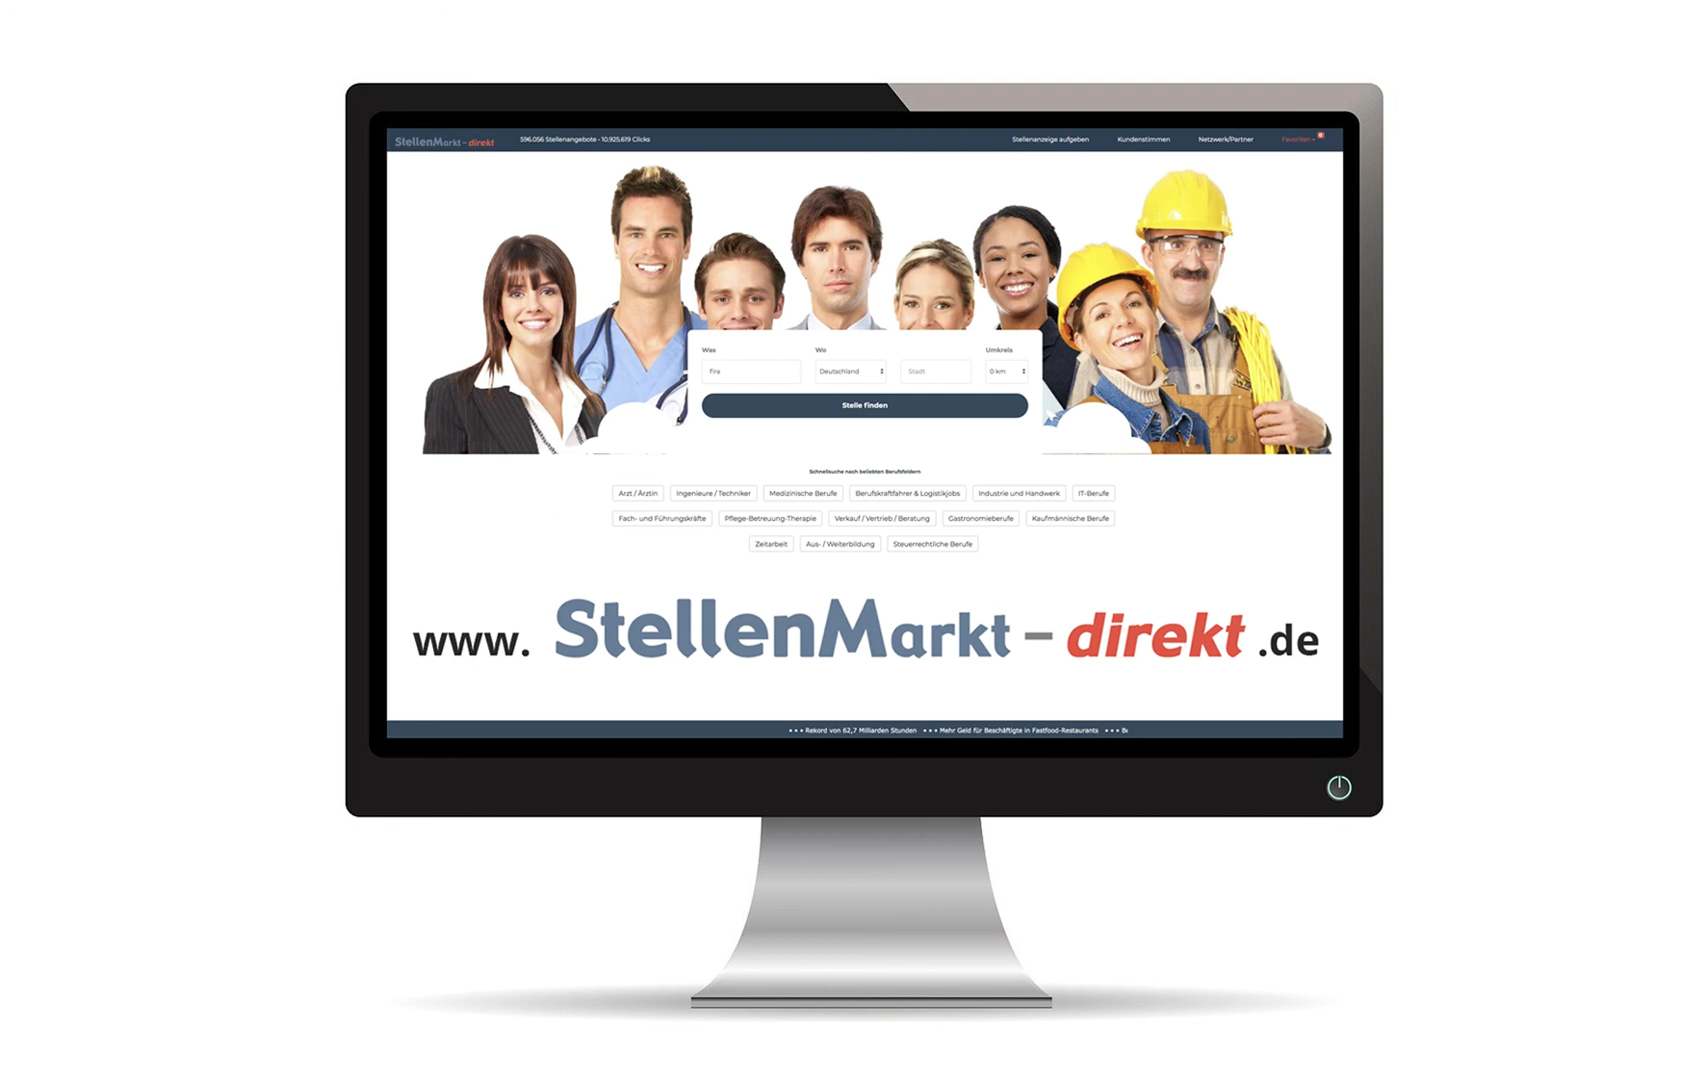 StellenMarkt - direkt 596.056 Stellenangebote • 10.925.619 Clicks Stellenanzeige aufgeben Kundenstimmen Netzwerk/Partner Favoriten
Was Wo Umkreis
fira Deutschland Stadt 0 km
Stelle finden
Schnellsuche nach beliebten Berufsfeldern
Arzt / Ärztin Ingenieure / Techniker Medizinische Berufe Berufskraftfahrer & Logistikjobs Industrie und Handwerk IT-Berufe
Fach- und Führungskräfte Pflege-Betreuung-Therapie Verkauf / Vertrieb / Beratung Gastronomieberufe Kaufmännische Berufe
Zeitarbeit Aus- / Weiterbildung Steuerrechtliche Berufe
www. StellenMarkt - direkt .de
• • • Rekord von 62,7 Milliarden Stunden • • • Mehr Geld für Beschäftigte in Fastfood-Restaurants • • •